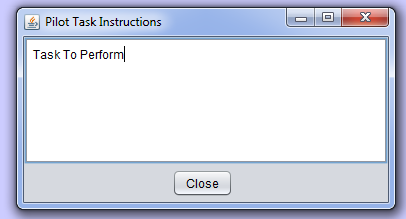 Pilot Task Instructions
Task To Perform
Close